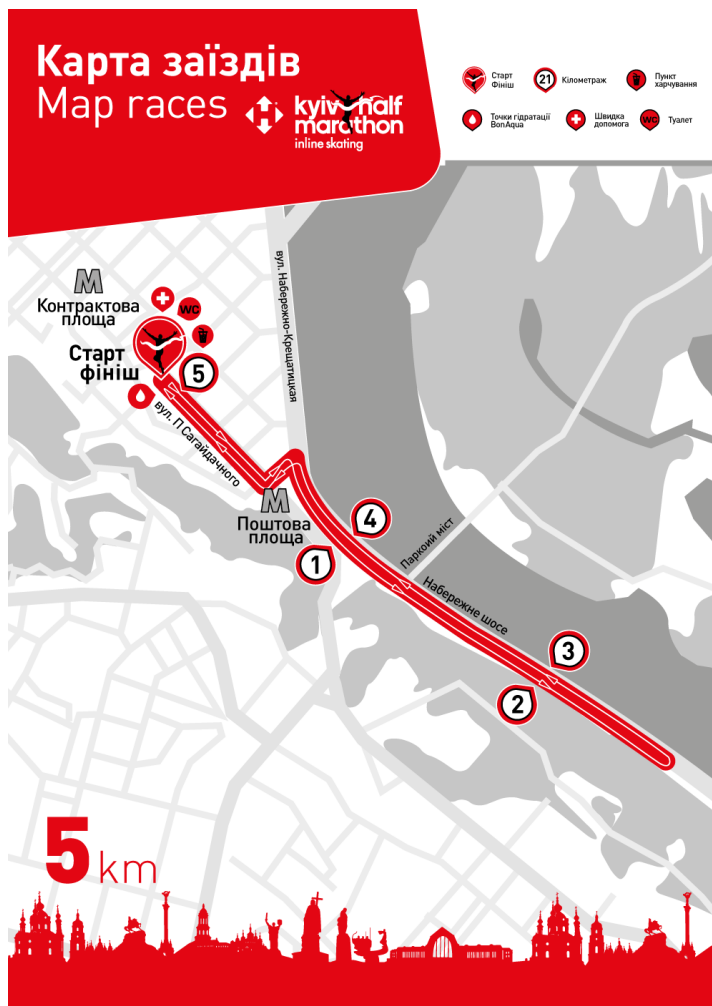 Карта заїздів
Map races
kyiv half
marathon
inline skating
Старт
Фініш
21
Кілометраж
Пункт
харчування
Точки гідратації
BonAqua
Швидка
допомога
WC
Туалет
вул. Набережно-Крещатицкая
М
Контрактова
площа
WC
Старт
фініш
5
вул. П Сагайдачного
М
Поштова
площа
4
1
Паркоий міст
Набережне шосе
3
2
5 km